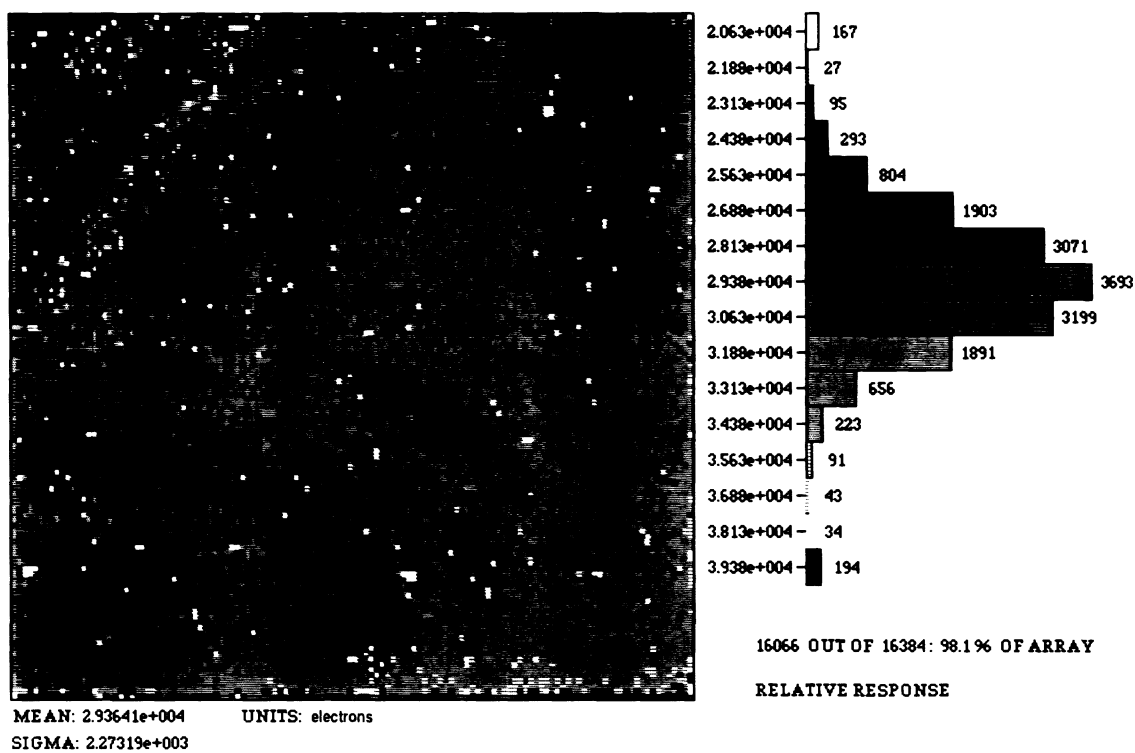 2.063e+004 167
2.188e+004 27
2.313e+004 95
2.438e+004 293
2.563e+004 804
2.688e+004 1903
2.813e+004 3071
2.938e+004 3693
3.063e+004 3199
3.188e+004 1891
3.313e+004 656
3.438e+004 223
3.563e+004 91
3.688e+004 43
3.813e+004 34
3.938e+004 194
16066 OUT OF 16384: 98.1% OF ARRAY
RELATIVE RESPONSE
MEAN: 2.93641e+004 UNITS: electrons
SIGMA: 2.27319e+003